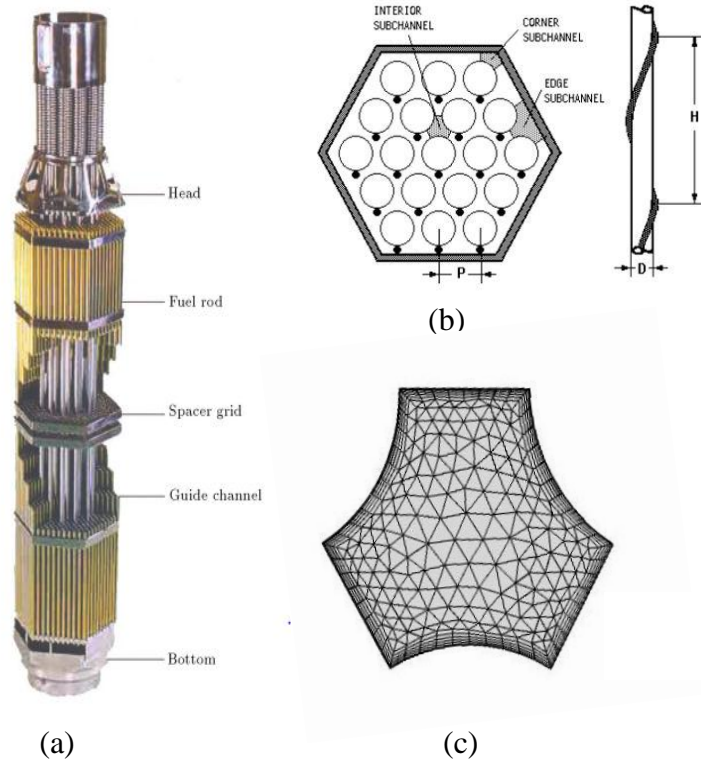 Head
Fuel rod
Spacer grid
Guide channel
Bottom
(a)
INTERIOR
SUBCHANNEL
CORNER
SUBCHANNEL
EDGE
SUBCHANNEL
P
H
D
(b)
(c)